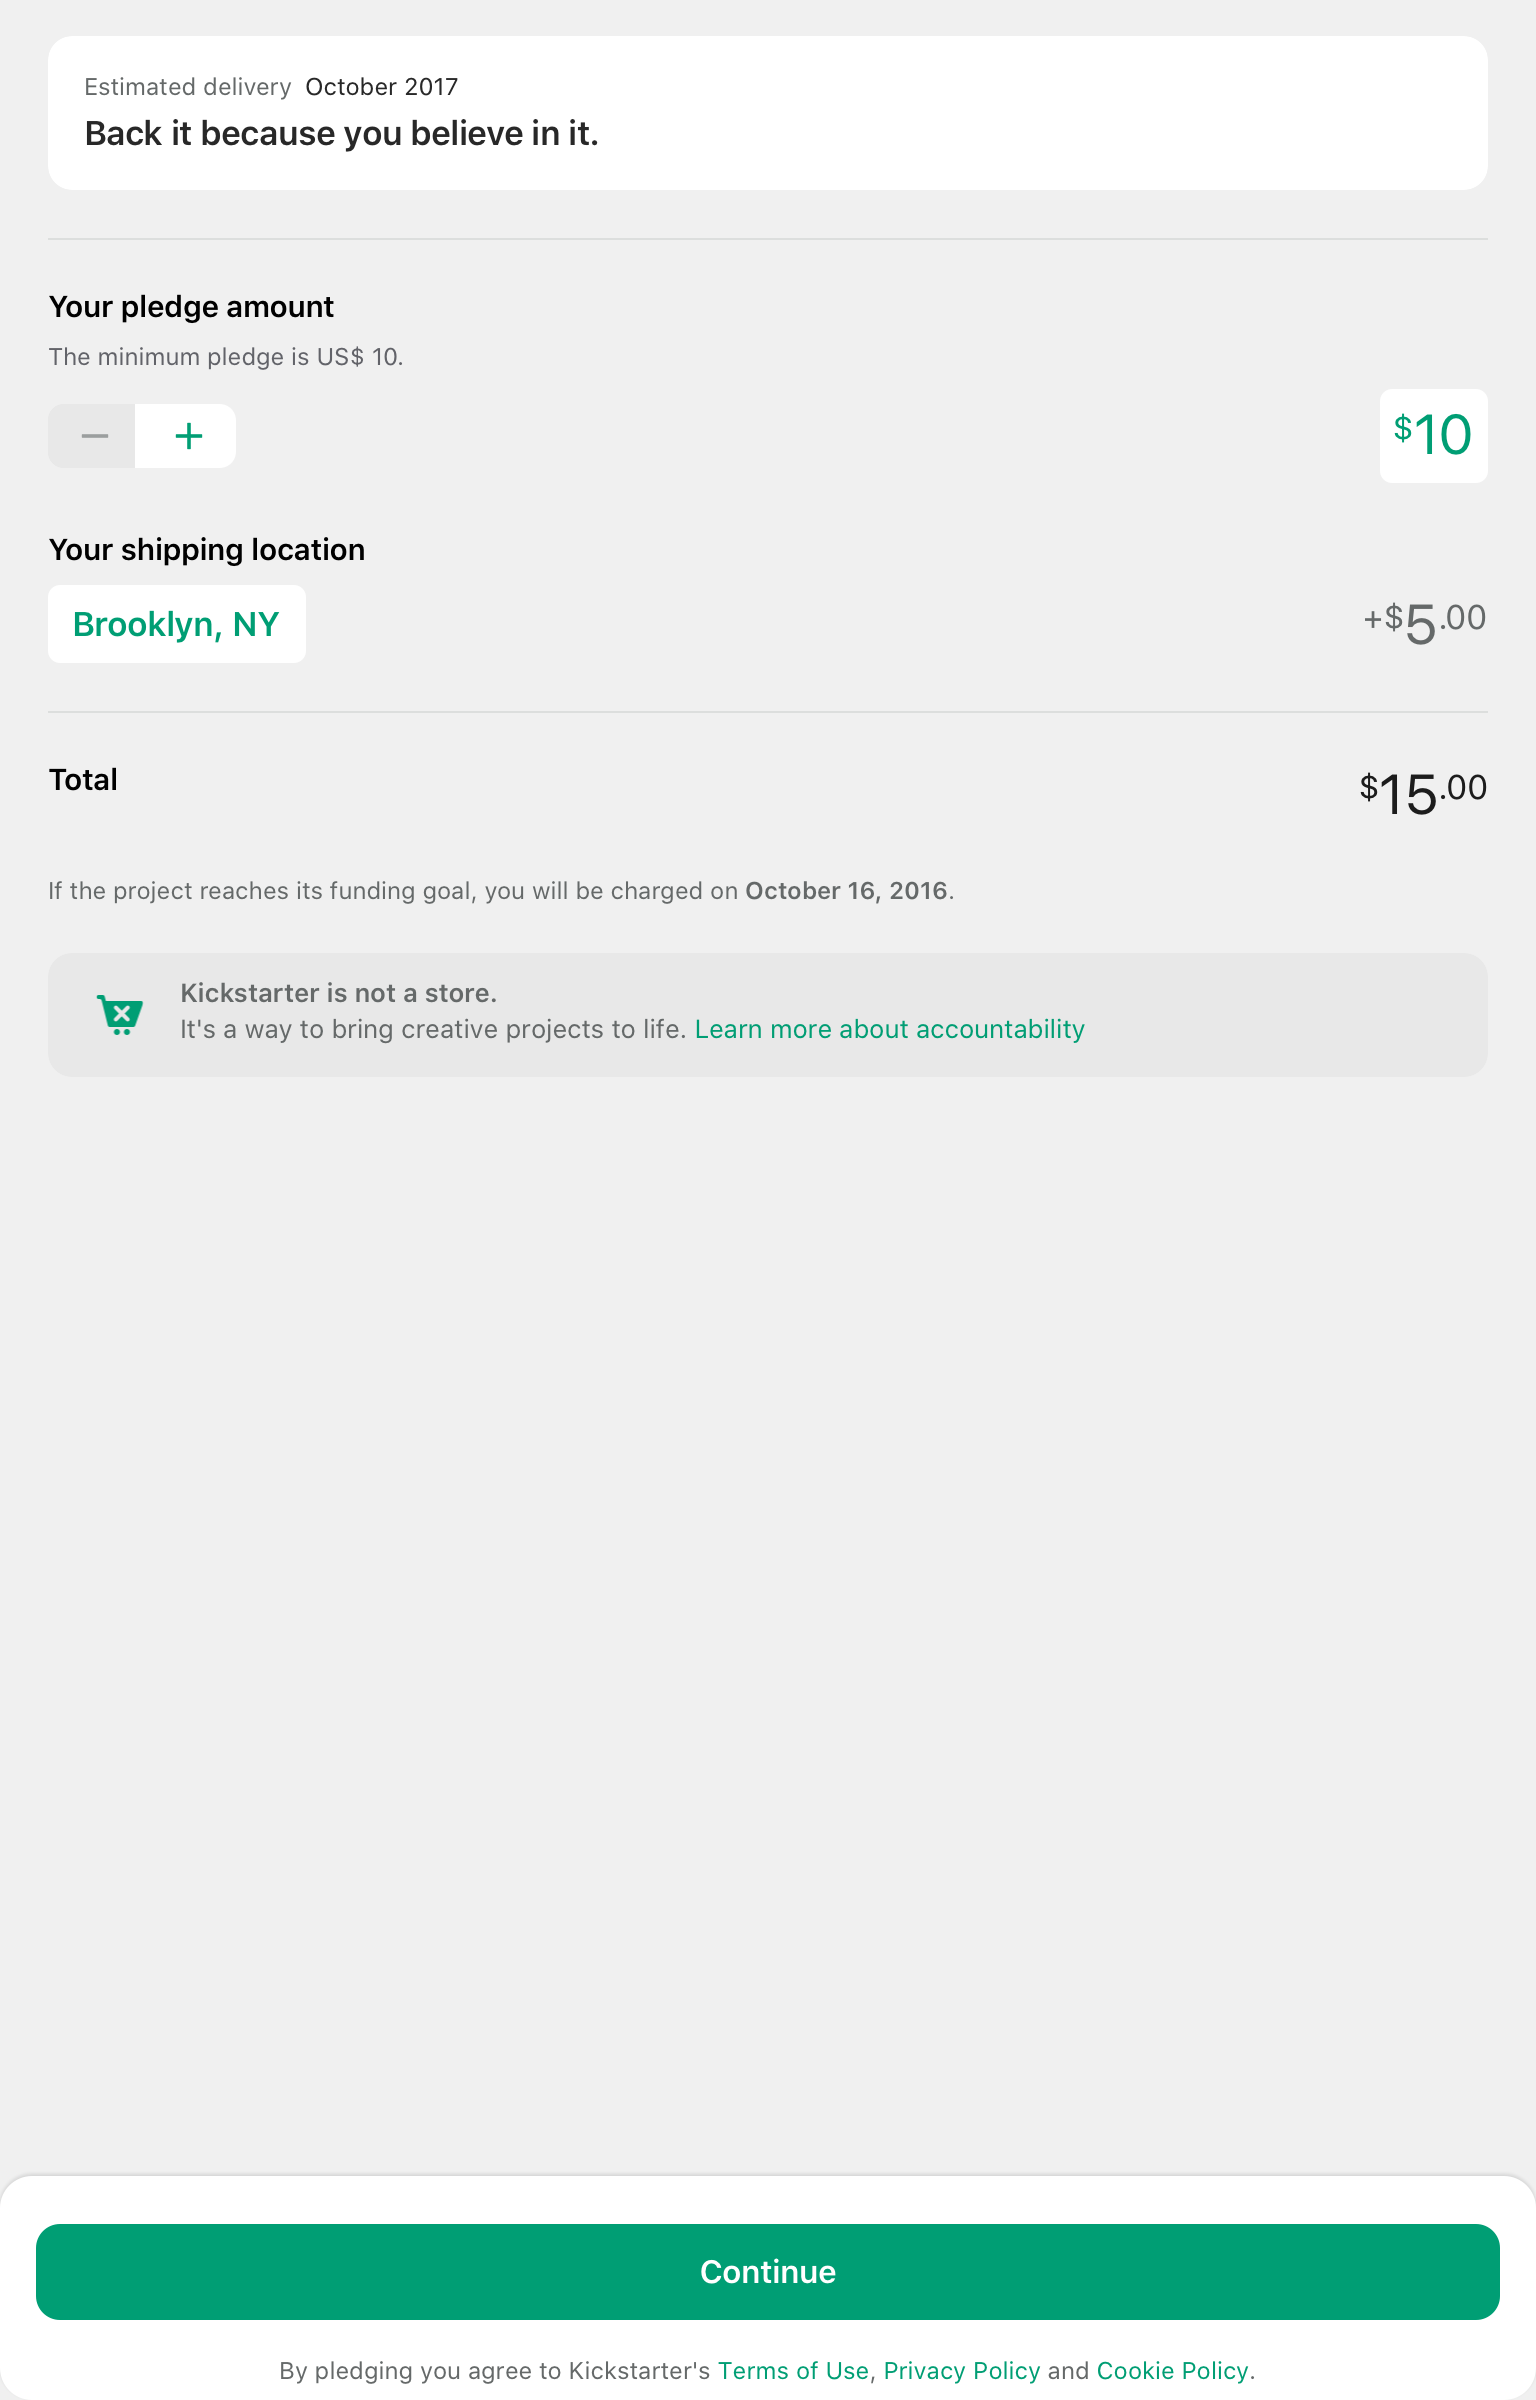 Estimated delivery October 2017
Back it because you believe in it.
Your pledge amount
The minimum pledge is US$ 10.
− + $10
Your shipping location
Brooklyn, NY +$5.00
Total $15.00
If the project reaches its funding goal, you will be charged on October 16, 2016.
Kickstarter is not a store.
It's a way to bring creative projects to life. Learn more about accountability
Continue
By pledging you agree to Kickstarter's Terms of Use, Privacy Policy and Cookie Policy.